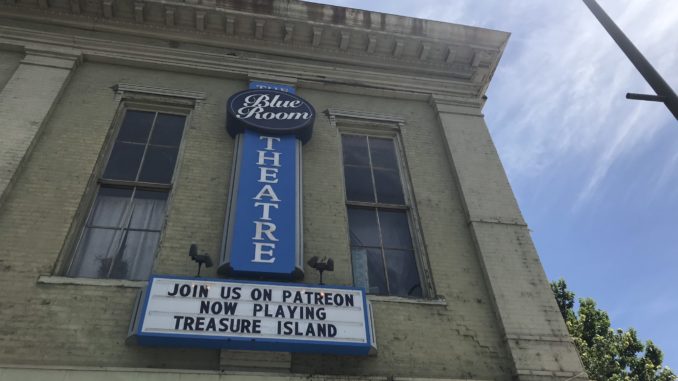 THE
Blue
Room
THEATRE
JOIN US ON PATREON
NOW PLAYING
TREASURE ISLAND